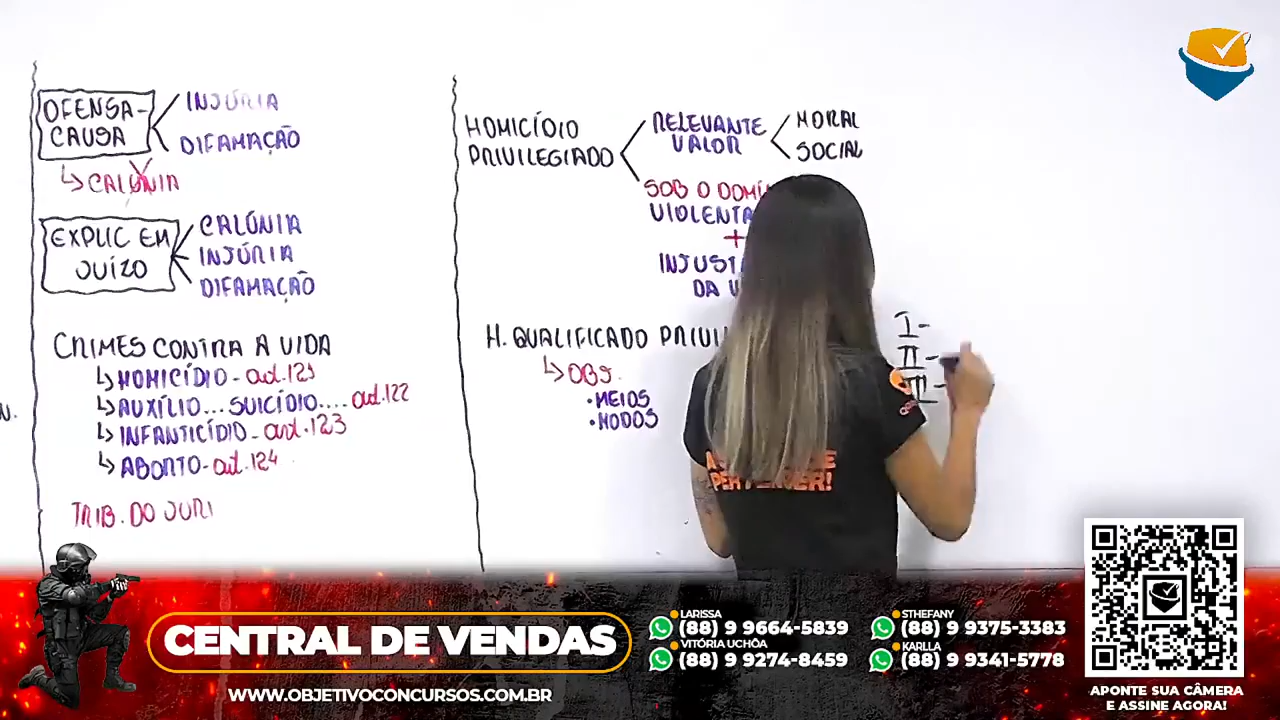 OFENSA-
CAUSA
INJÚRIA
DIFAMAÇÃO
CALÚNIA
EXPLIC EM
JUÍZO
CALÚNIA
INJÚRIA
DIFAMAÇÃO
CRIMES CONTRA A VIDA
HOMICÍDIO - art.121
AUXÍLIO...SUICÍDIO.... art.122
INFANTICÍDIO - art.123
ABORTO - art.124
TRIB. DO JURI
HOMICÍDIO
PRIVILEGIADO
RELEVANTE
VALOR
MORAL
SOCIAL
SOB O DOMÍ
VIOLENTA
+
INJUST
DA
H. QUALIFICADO PRIVI
OBS.
• MEIOS
• MODOS
I -
II -
III -
PERTENCER!
CENTRAL DE VENDAS
WWW.OBJETIVOCONCURSOS.COM.BR
LARISSA
(88) 9 9664-5839
VITÓRIA UCHÔA
(88) 9 9274-8459
STHEFANY
(88) 9 9375-3383
KARLLA
(88) 9 9341-5778
APONTE SUA CÂMERA
E ASSINE AGORA!